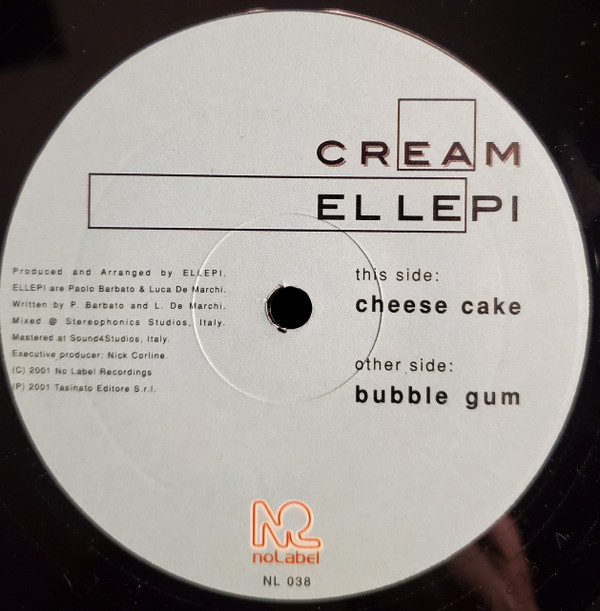 CREAM
ELLEPI
Produced and Arranged by ELLEPI.
ELLEPI are Paolo Barbato & Luca De Marchi.
Written by P. Barbato and L. De Marchi.
Mixed @ Stereophonics Studios, Italy.
Mastered at Sound4Studios, Italy.
Executive producer: Nick Corline.
(C) 2001 No Label Recordings
(P) 2001 Tasinato Editore S.r.l.
this side:
cheese cake
other side:
bubble gum
noLabel
NL 038